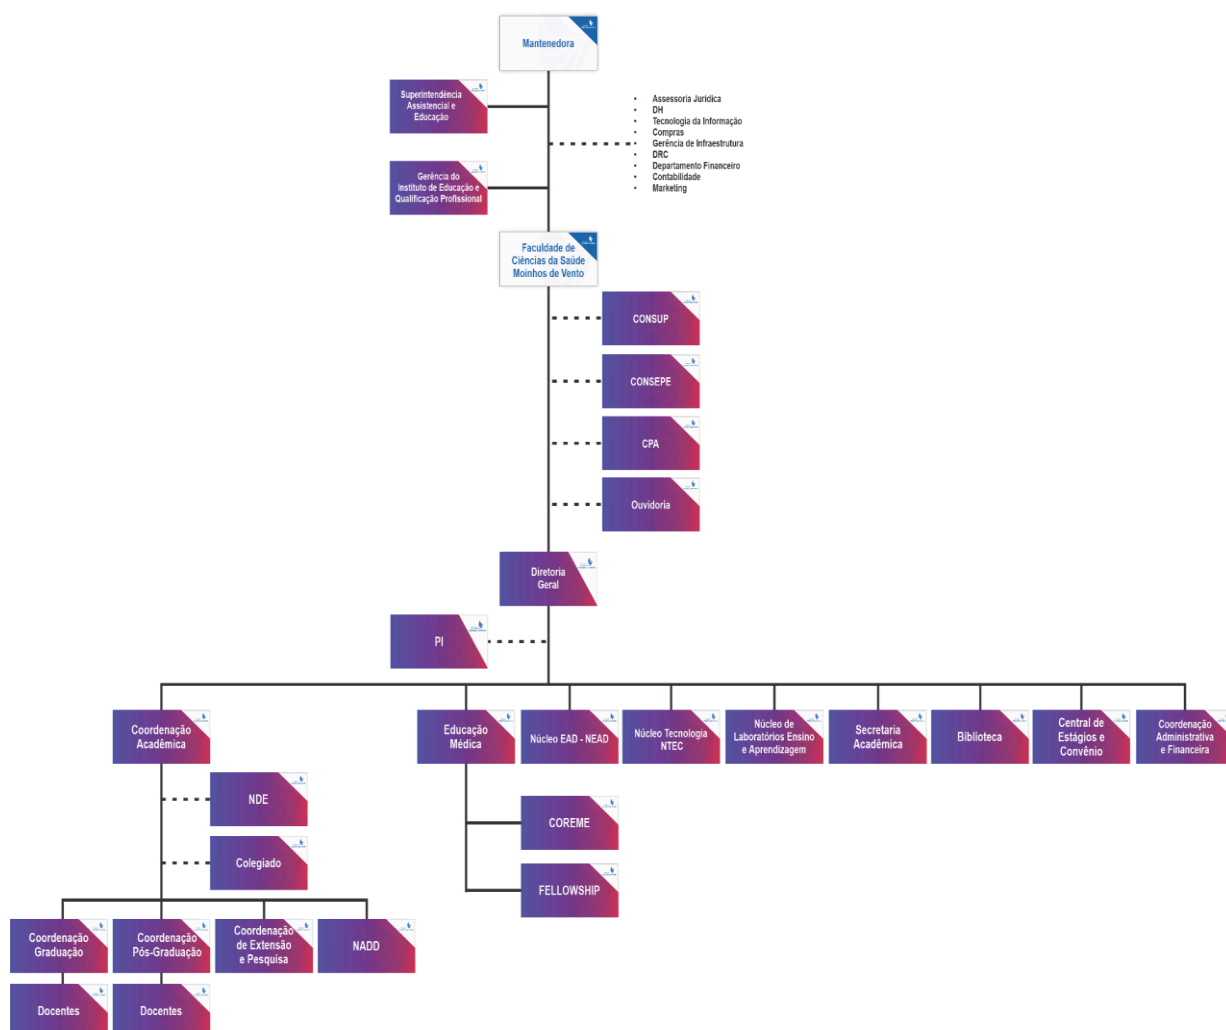 Mantenedora
Superintendência
Assistencial e
Educação
• Assessoria Jurídica
• DH
• Tecnologia da Informação
• Compras
• Gerência de Infraestrutura
• DRC
• Departamento Financeiro
• Contabilidade
• Marketing
Gerência do
Instituto de Educação e
Qualificação Profissional
Faculdade de
Ciências da Saúde
Moinhos de Vento
CONSUP
CONSEPE
CPA
Ouvidoria
Diretoria
Geral
PI
Coordenação
Acadêmica
Educação
Médica
Núcleo EAD - NEAD
Núcleo Tecnologia
NTEC
Núcleo de
Laboratórios Ensino
e Aprendizagem
Secretaria
Acadêmica
Biblioteca
Central de
Estágios e
Convênio
Coordenação
Administrativa
e Financeira
NDE
Colegiado
COREME
FELLOWSHIP
Coordenação
Graduação
Coordenação
Pós-Graduação
Coordenação
de Extensão
e Pesquisa
NADD
Docentes
Docentes